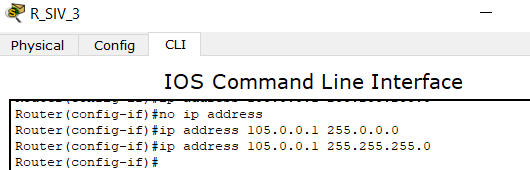 R_SIV_3
Physical Config CLI
IOS Command Line Interface
Router(config-if)#no ip address
Router(config-if)#ip address 105.0.0.1 255.0.0.0
Router(config-if)#ip address 105.0.0.1 255.255.255.0
Router(config-if)#